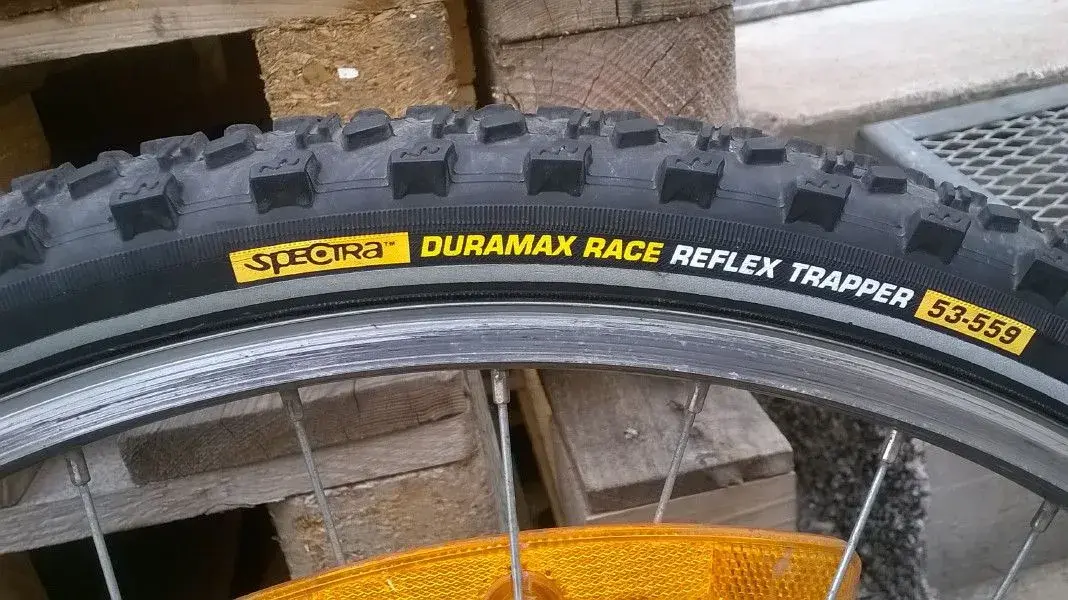 SPECTRA™ DURAMAX RACE REFLEX TRAPPER 53-559